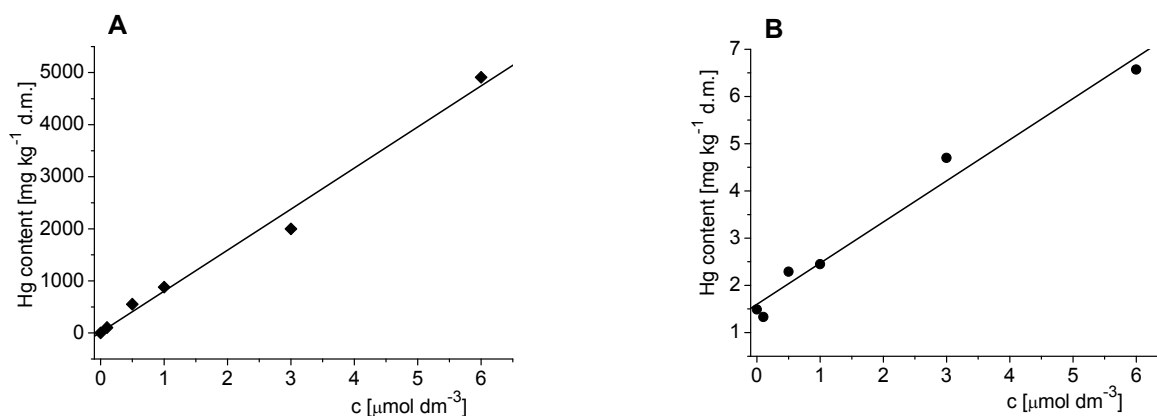 A
Hg content [mg kg⁻¹ d.m.]
5000
4000
3000
2000
1000
0
0 1 2 3 4 5 6
c [μmol dm⁻³]
B
Hg content [mg kg⁻¹ d.m.]
7
6
5
4
3
2
1
0 1 2 3 4 5 6
c [μmol dm⁻³]